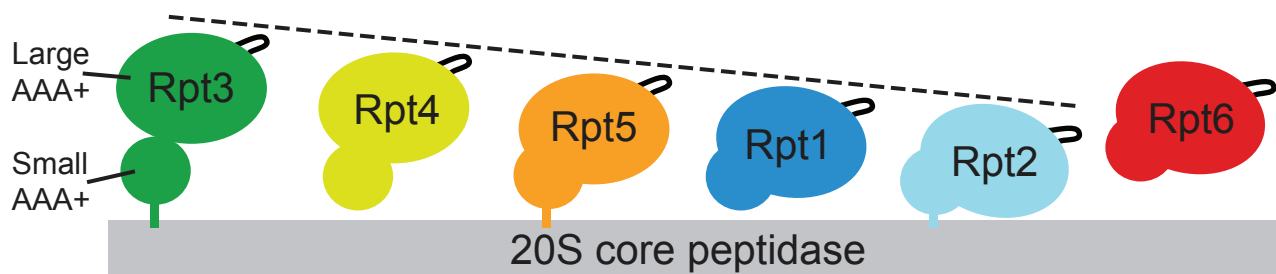 Large
AAA+
Rpt3
Rpt4
Rpt5
Rpt1
Rpt2
Rpt6
Small
AAA+
20S core peptidase